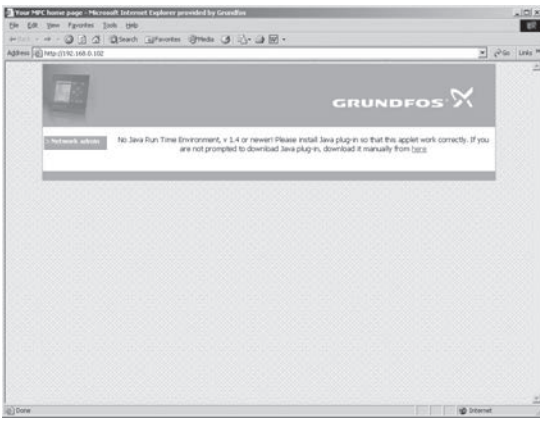 Your MPC home page - Microsoft Internet Explorer provided by Grundfos
File Edit View Favorites Tools Help
Search Favorites Media
Address http://192.168.0.102 Go Links »
GRUNDFOS
> Network admin
No Java Run Time Environment, v 1.4 or newer! Please install Java plug-in so that this applet work correctly. If you
are not prompted to download Java plug-in, download it manually from here
Done Internet